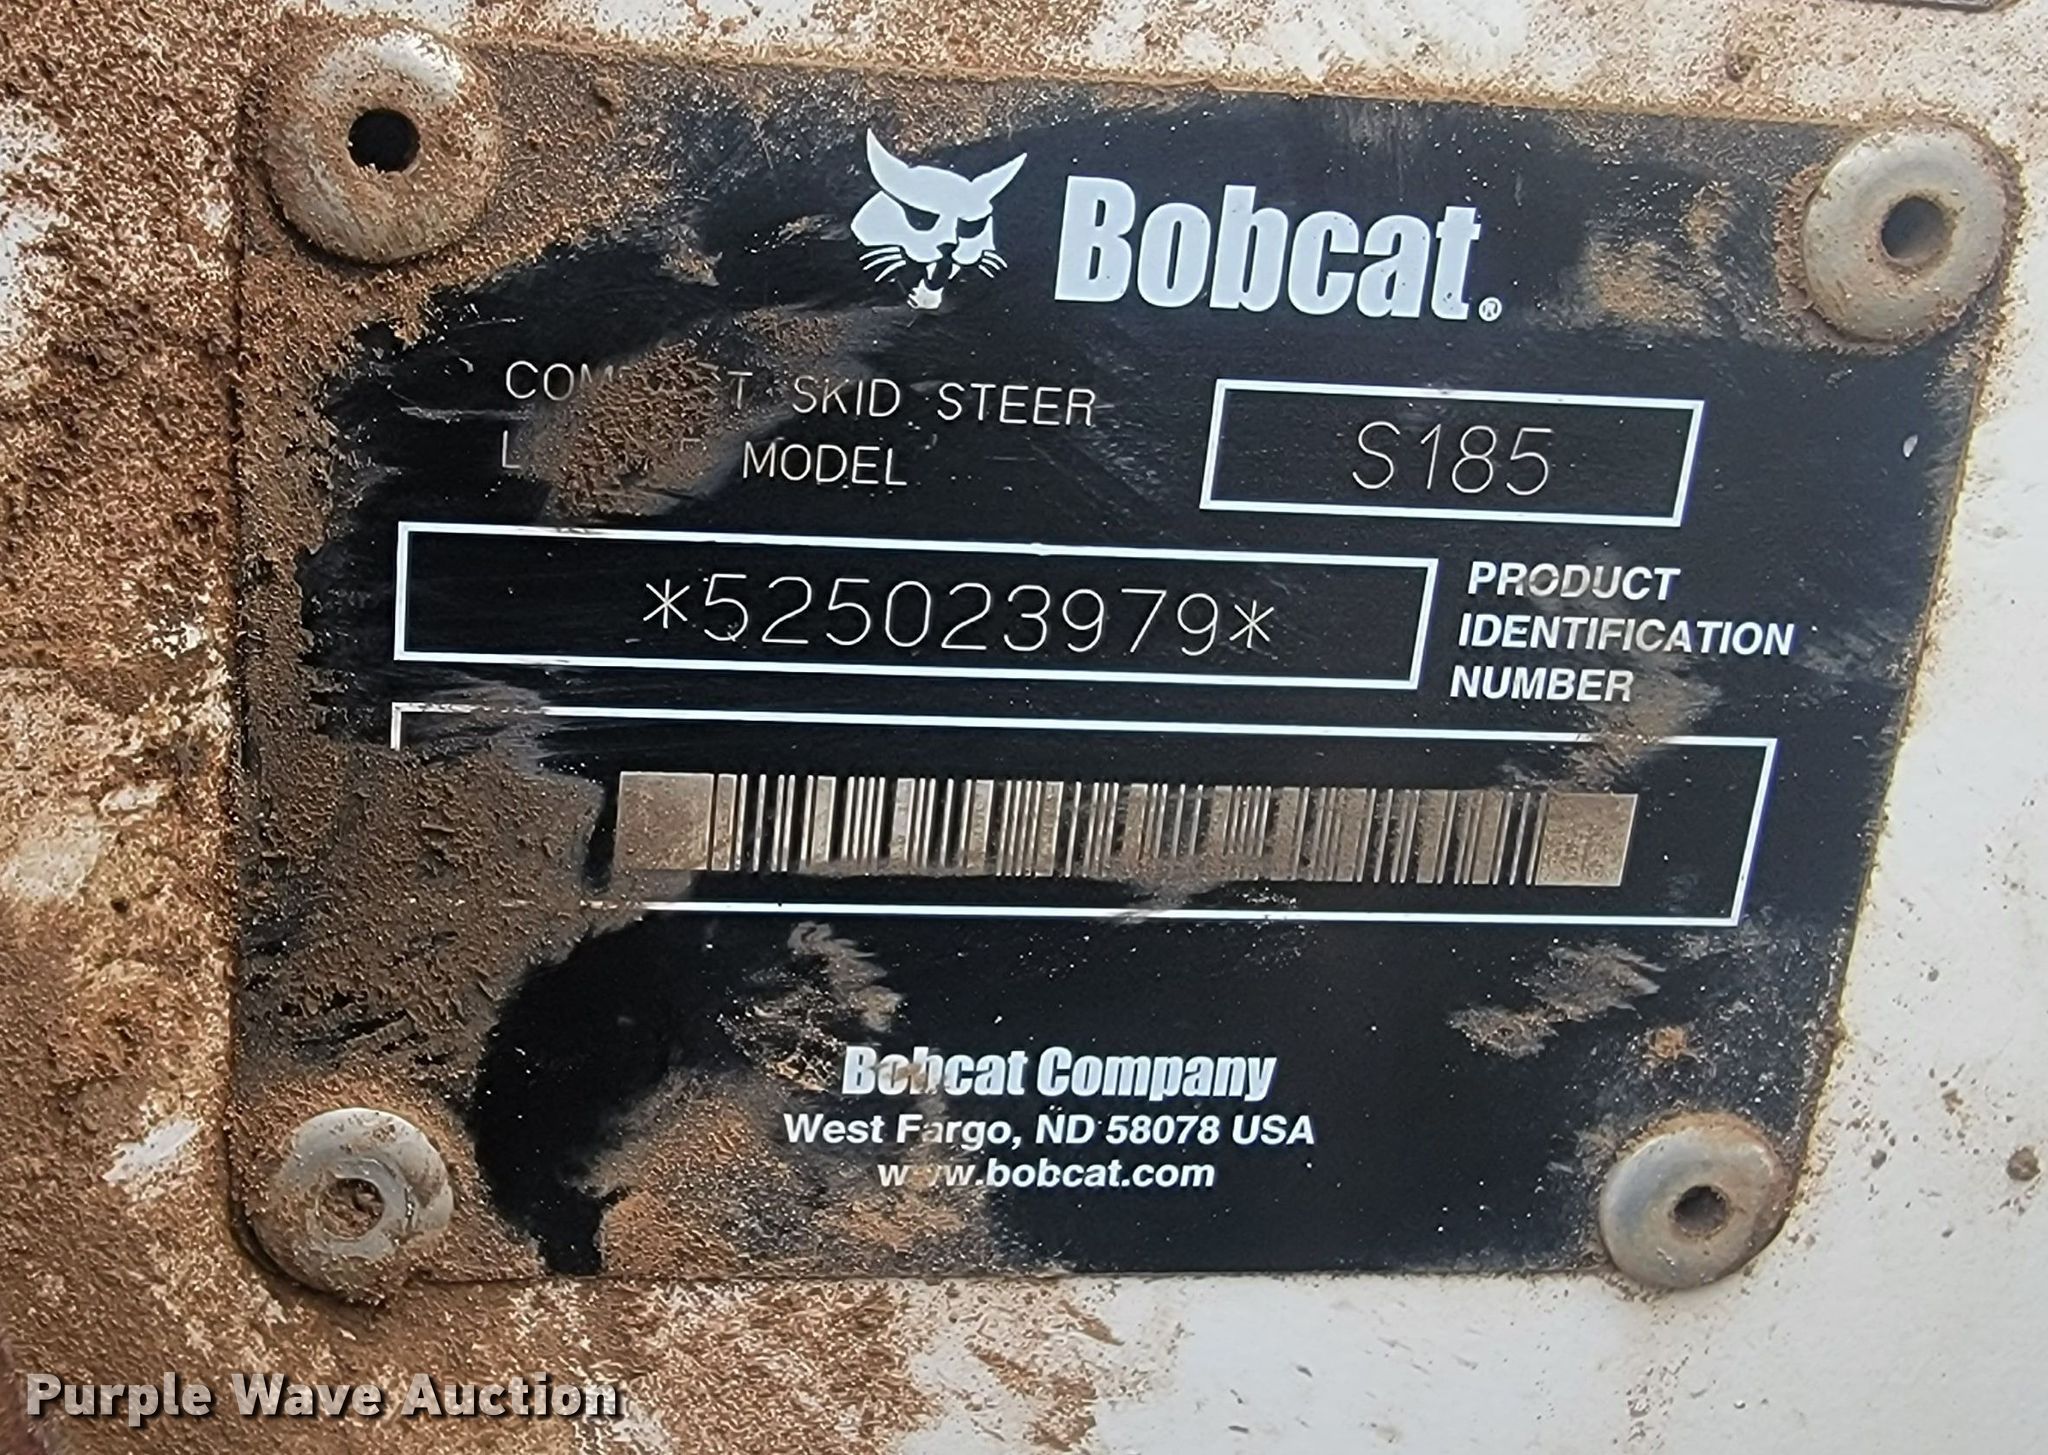 Bobcat®
SKID STEER
MODEL
S185
*525023979*
PRODUCT
IDENTIFICATION
NUMBER
Bobcat Company
West Fargo, ND 58078 USA
www.bobcat.com
Purple Wave Auction